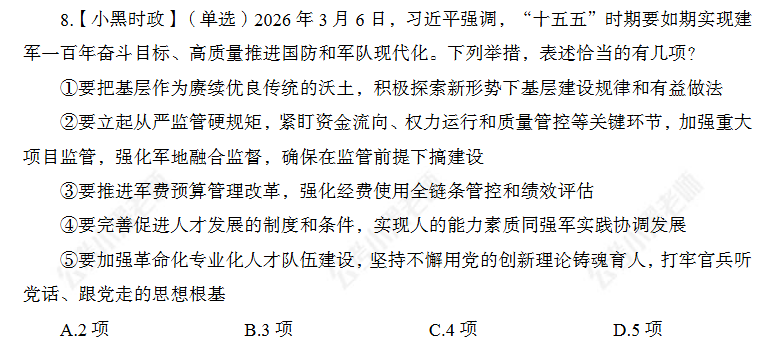 8.【小黑时政】（单选）2026 年 3 月 6 日，习近平强调，“十五五”时期要如期实现建
军一百年奋斗目标、高质量推进国防和军队现代化。下列举措，表述恰当的有几项？
①要把基层作为赓续优良传统的沃土，积极探索新形势下基层建设规律和有益做法
②要立起从严监管硬规矩，紧盯资金流向、权力运行和质量管控等关键环节，加强重大
项目监管，强化军地融合监督，确保在监管前提下搞建设
③要推进军费预算管理改革，强化经费使用全链条管控和绩效评估
④要完善促进人才发展的制度和条件，实现人的能力素质同强军实践协调发展
⑤要加强革命化专业化人才队伍建设，坚持不懈用党的创新理论铸魂育人，打牢官兵听
党话、跟党走的思想根基
A.2 项 B.3 项 C.4 项 D.5 项